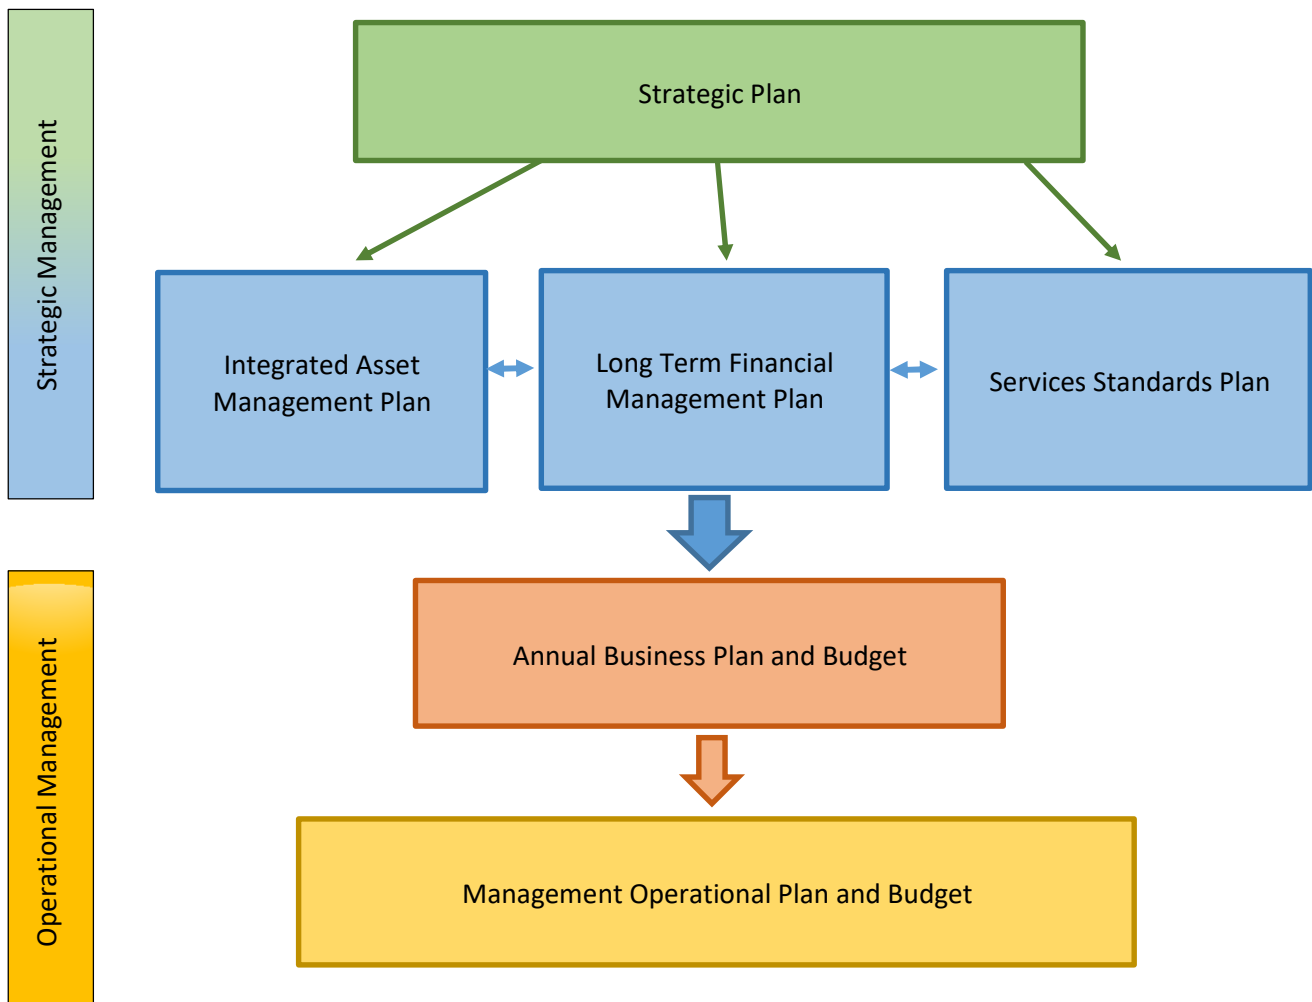 Strategic Management
Strategic Plan
Integrated Asset
Management Plan
Long Term Financial
Management Plan
Services Standards Plan
Operational Management
Annual Business Plan and Budget
Management Operational Plan and Budget